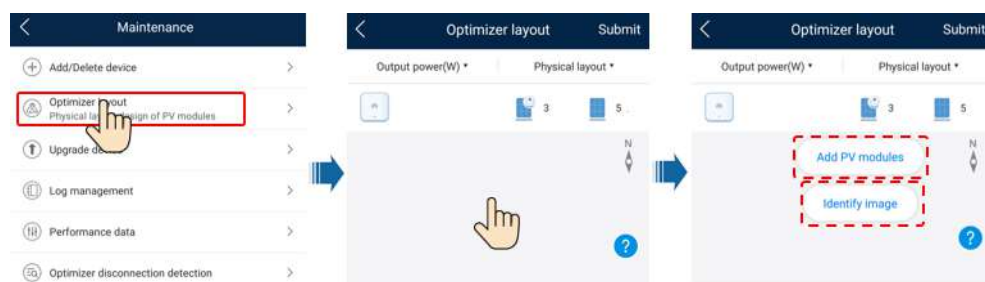 Maintenance
Add/Delete device
Optimizer layout
Physical layout design of PV modules
Upgrade device
Log management
Performance data
Optimizer disconnection detection
Optimizer layout Submit
Output power(W) Physical layout
3 5
N
?
Optimizer layout Submit
Output power(W) Physical layout
3 5
N
Add PV modules
Identify image
?